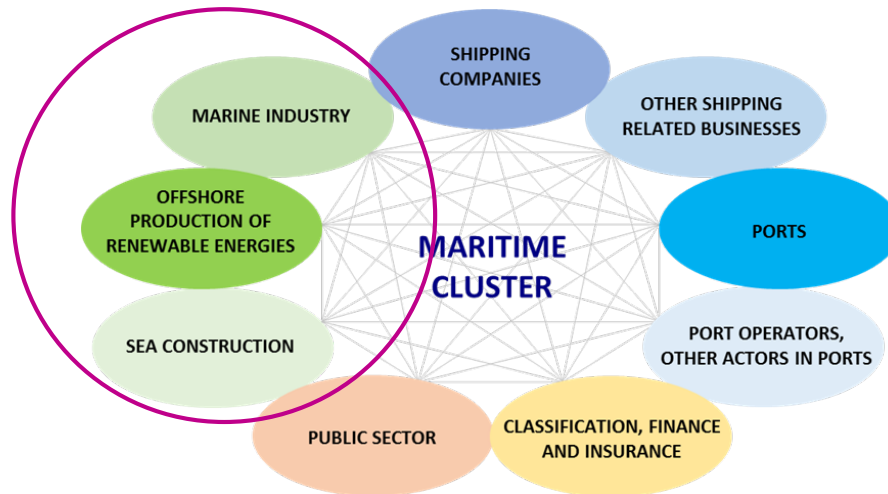 SHIPPING
COMPANIES
MARINE INDUSTRY
OTHER SHIPPING
RELATED BUSINESSES
OFFSHORE
PRODUCTION OF
RENEWABLE ENERGIES
MARITIME
CLUSTER
PORTS
SEA CONSTRUCTION
PORT OPERATORS,
OTHER ACTORS IN PORTS
PUBLIC SECTOR
CLASSIFICATION, FINANCE
AND INSURANCE